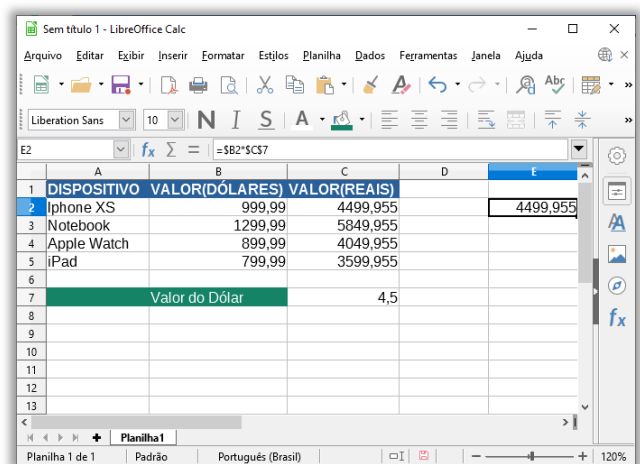 Sem título 1 - LibreOffice Calc
Arquivo Editar Exibir Inserir Formatar Estilos Planilha Dados Ferramentas Janela Ajuda
Abc
Liberation Sans 10 N I S A
E2 fx Σ = =$B2*$C$7
A B C D E
1 DISPOSITIVO VALOR(DÓLARES) VALOR(REAIS)
2 Iphone XS 999,99 4499,955 4499,955
3 Notebook 1299,99 5849,955
4 Apple Watch 899,99 4049,955
5 iPad 799,99 3599,955
6
7 Valor do Dólar 4,5
8
9
10
11
12
13
Planilha1
Planilha 1 de 1 Padrão Português (Brasil) 120%